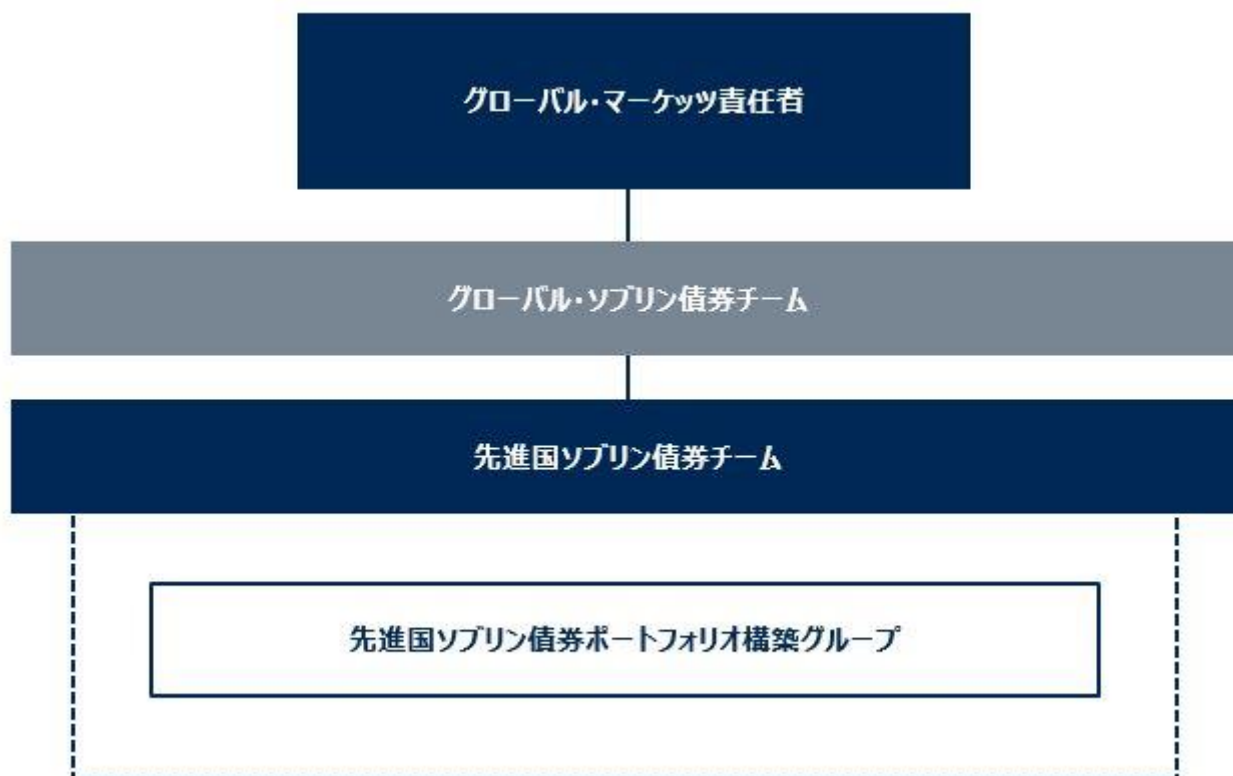 グローバル・マーケッツ責任者
グローバル・ソブリン債券チーム
先進国ソブリン債券チーム
先進国ソブリン債券ポートフォリオ構築グループ